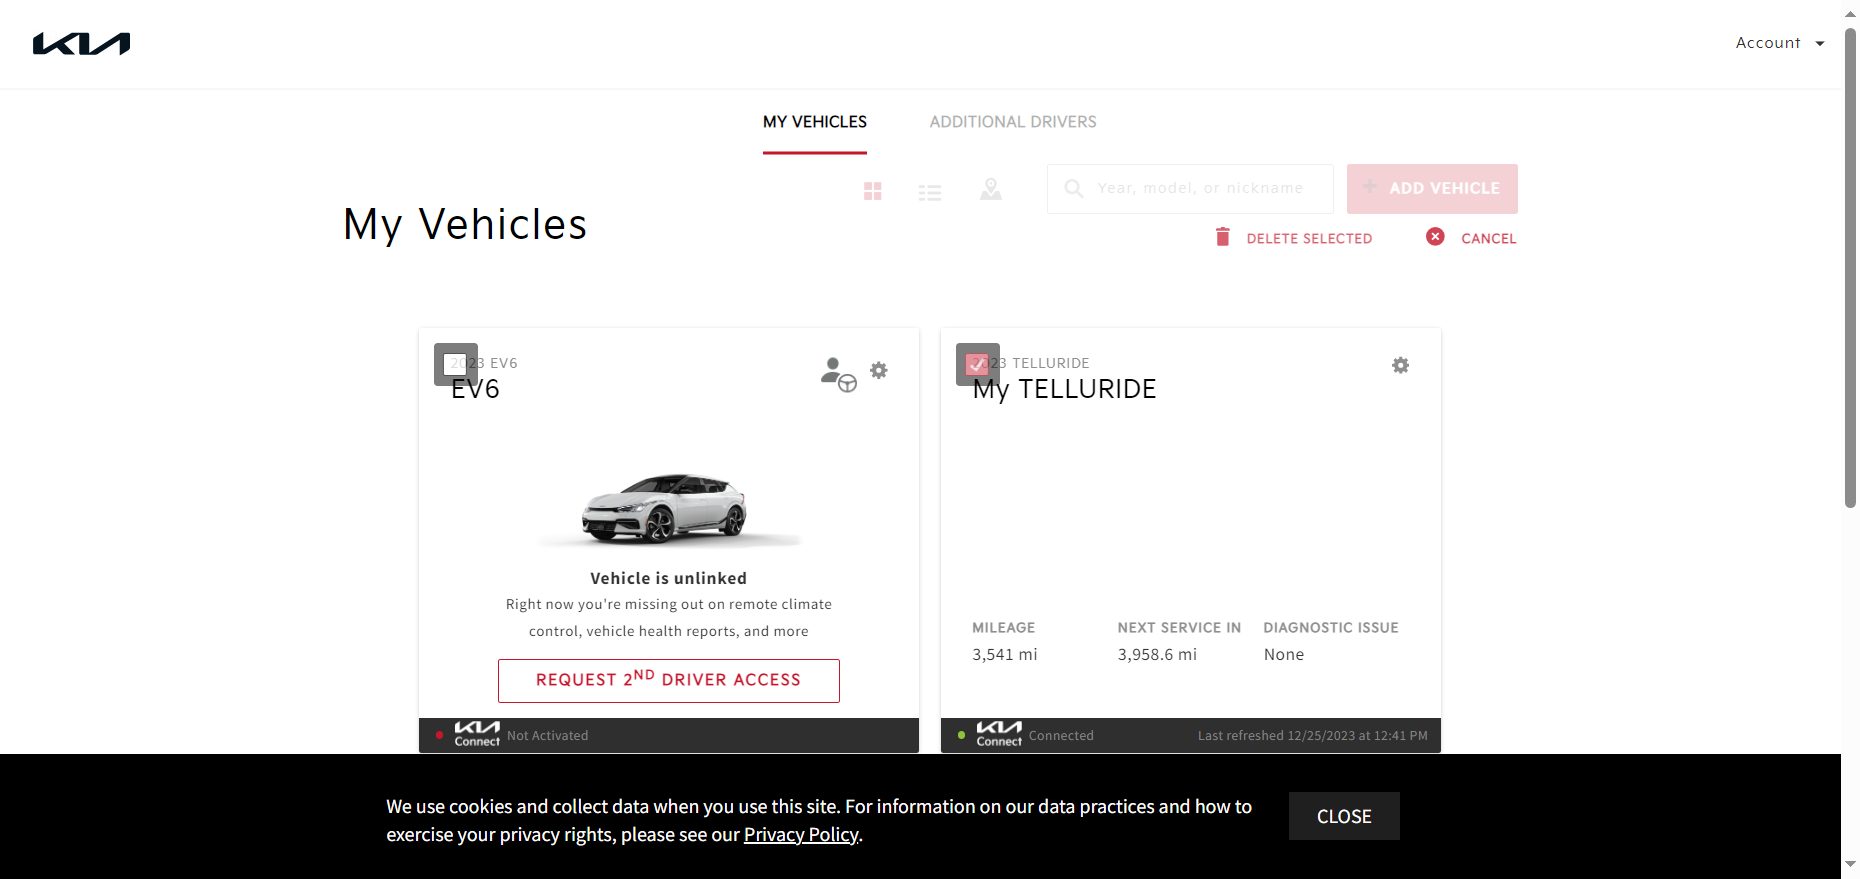 KIA
Account
MY VEHICLES
ADDITIONAL DRIVERS
Year, model, or nickname
ADD VEHICLE
My Vehicles
DELETE SELECTED
CANCEL
2023 EV6
EV6
Vehicle is unlinked
Right now you're missing out on remote climate
control, vehicle health reports, and more
REQUEST 2ND DRIVER ACCESS
KIA
Connect
Not Activated
2023 TELLURIDE
My TELLURIDE
MILEAGE
NEXT SERVICE IN
DIAGNOSTIC ISSUE
3,541 mi
3,958.6 mi
None
KIA
Connect
Connected
Last refreshed 12/25/2023 at 12:41 PM
We use cookies and collect data when you use this site. For information on our data practices and how to
exercise your privacy rights, please see our Privacy Policy.
CLOSE